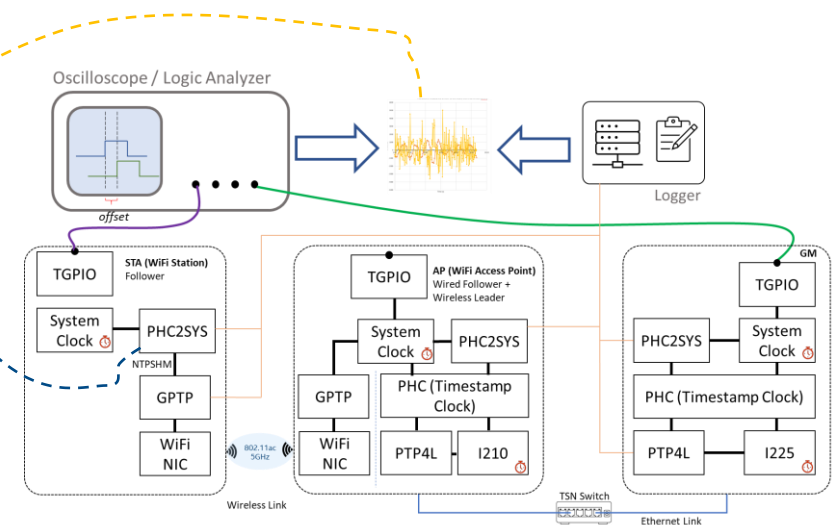 Oscilloscope / Logic Analyzer
offset
Logger
STA (WiFi Station)
Follower
TGPIO
System
Clock
PHC2SYS
NTPSHM
GPTP
WiFi
NIC
802.11ac
5GHz
Wireless Link
TGPIO
AP (WiFi Access Point)
Wired Follower +
Wireless Leader
System
Clock
PHC2SYS
GPTP
PHC (Timestamp
Clock)
WiFi
NIC
PTP4L
I210
TSN Switch
Ethernet Link
GM
TGPIO
PHC2SYS
System
Clock
PHC (Timestamp Clock)
PTP4L
I225